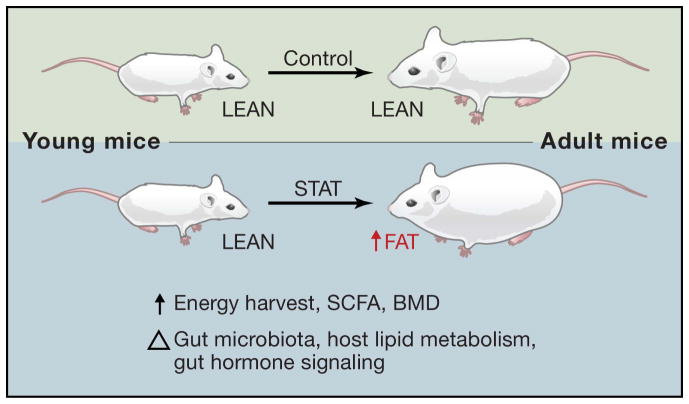 Control
LEAN LEAN
Young mice Adult mice
STAT
LEAN ↑FAT
↑ Energy harvest, SCFA, BMD
△ Gut microbiota, host lipid metabolism,
gut hormone signaling